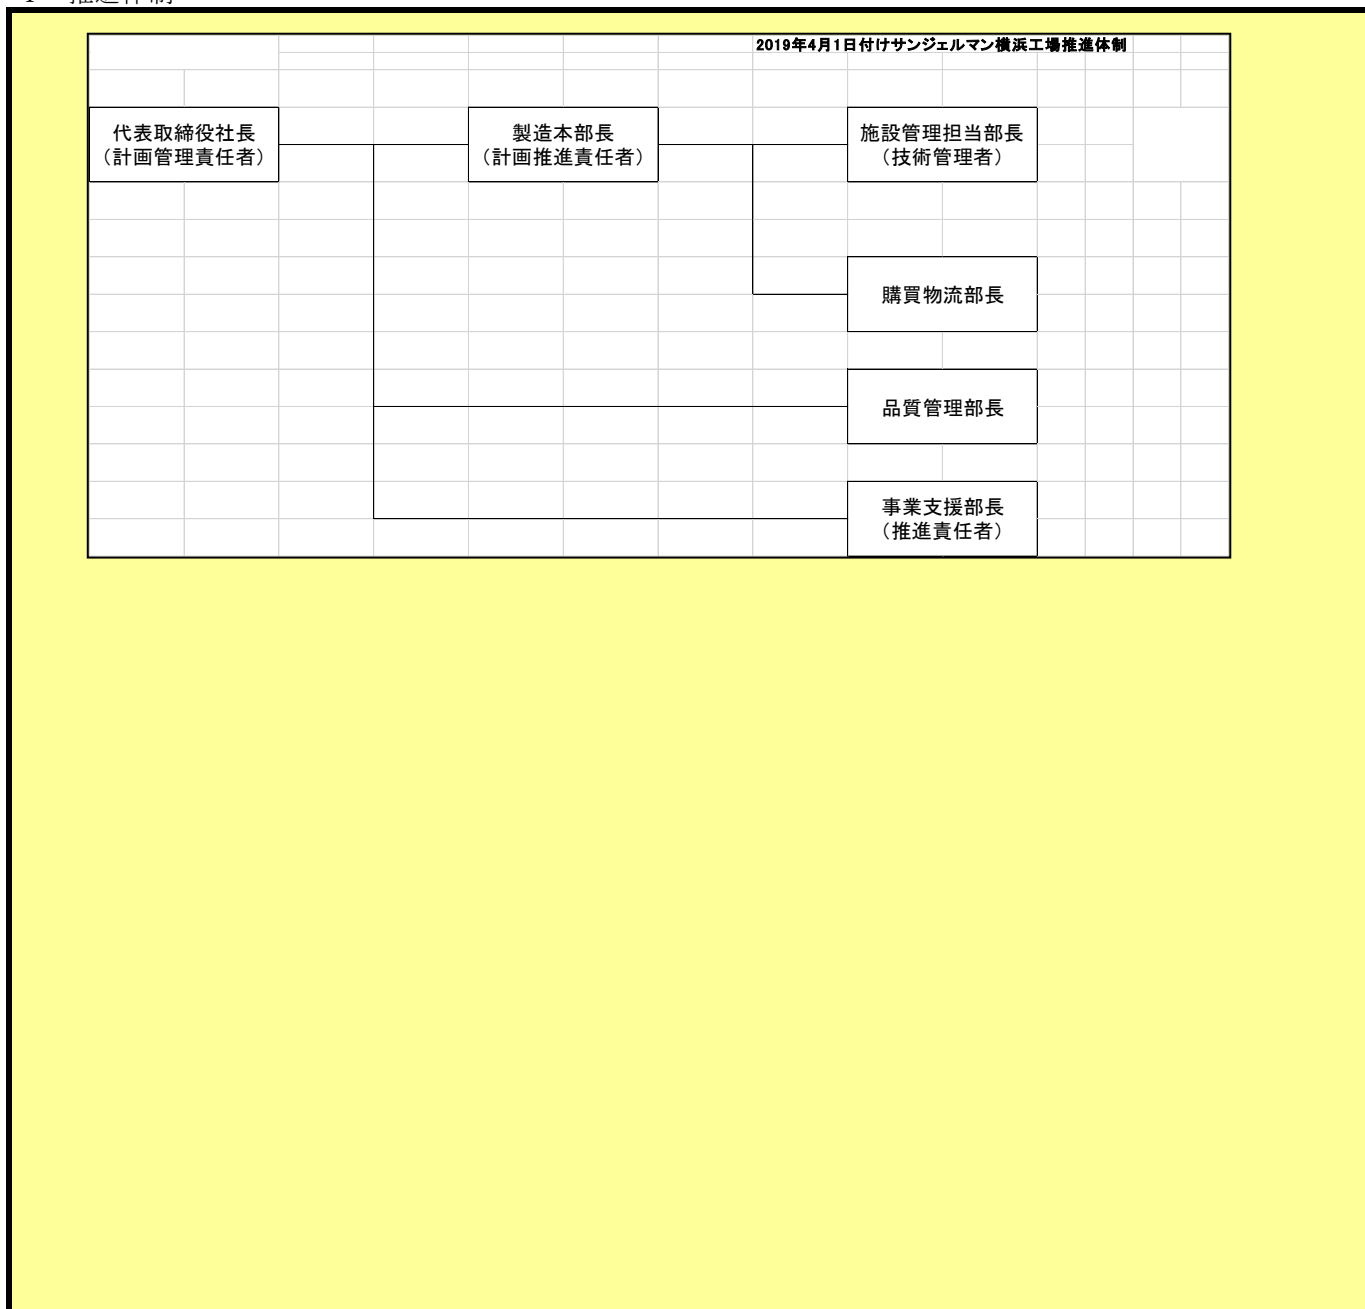 2019年4月1日付けサンジェルマン横浜工場推進体制
代表取締役社長
（計画管理責任者）
製造本部長
（計画推進責任者）
施設管理担当部長
（技術管理者）
購買物流部長
品質管理部長
事業支援部長
（推進責任者）